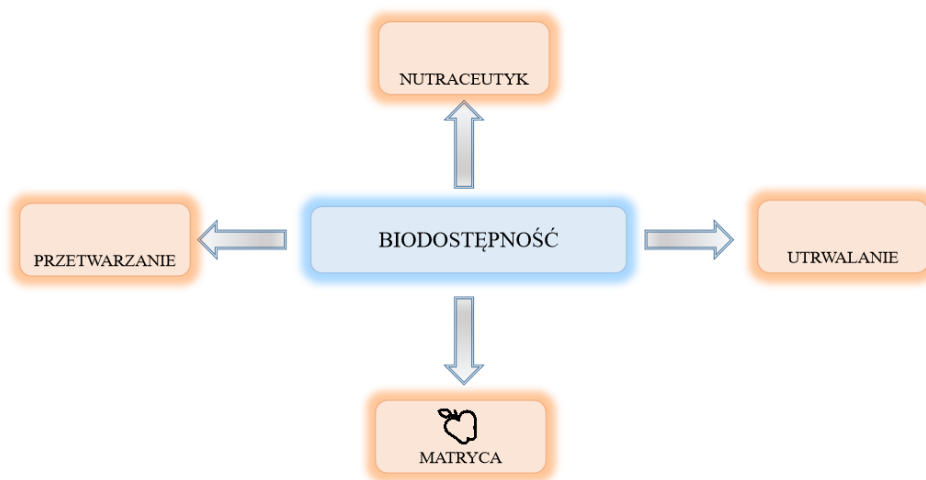 NUTRACEUTYK
PRZETWARZANIE
BIODOSTĘPNOŚĆ
UTRWALANIE
MATRYCA